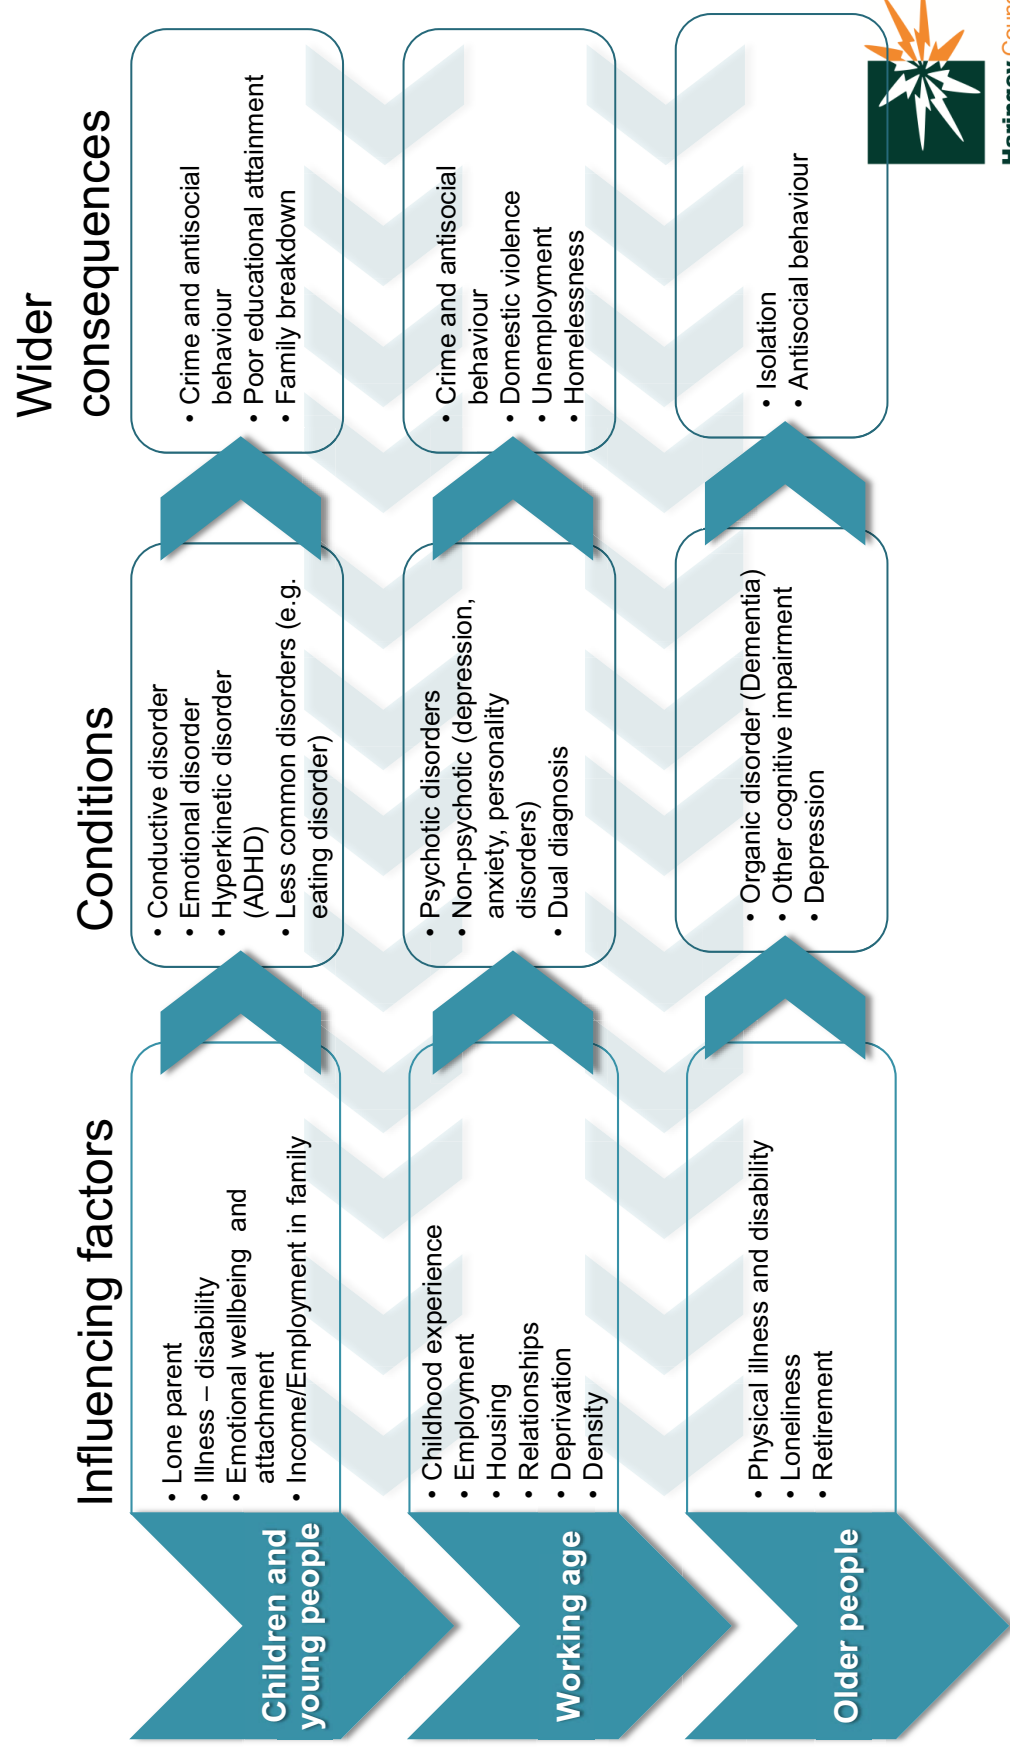 Influencing factors
Conditions
Wider
consequences
Children and
young people
• Lone parent
• Illness – disability
• Emotional wellbeing and
attachment
• Income/Employment in family
• Conductive disorder
• Emotional disorder
• Hyperkinetic disorder
(ADHD)
• Less common disorders (e.g.
eating disorder)
• Crime and antisocial
behaviour
• Poor educational attainment
• Family breakdown
Working age
• Childhood experience
• Employment
• Housing
• Relationships
• Deprivation
• Density
• Psychotic disorders
• Non-psychotic (depression,
anxiety, personality
disorders)
• Dual diagnosis
• Crime and antisocial
behaviour
• Domestic violence
• Unemployment
• Homelessness
Older people
• Physical illness and disability
• Loneliness
• Retirement
• Organic disorder (Dementia)
• Other cognitive impairment
• Depression
• Isolation
• Antisocial behaviour